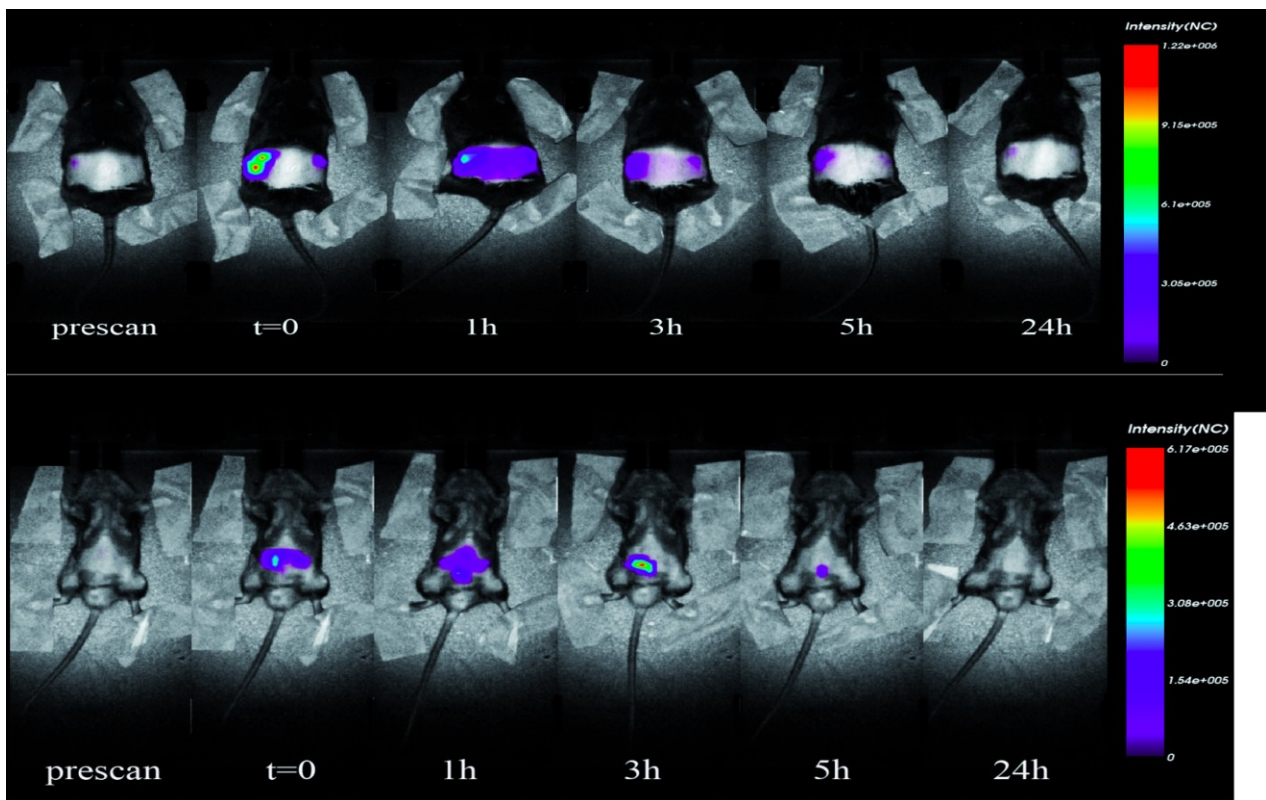 Intensity(NC)
1.22e+006
9.15e+005
6.1e+005
3.05e+005
0
prescan t=0 1h 3h 5h 24h
Intensity(NC)
6.17e+005
4.63e+005
3.08e+005
1.54e+005
0
prescan t=0 1h 3h 5h 24h